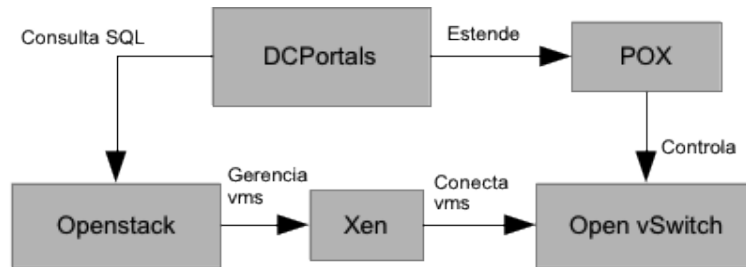 Consulta SQL
DCPortals
Estende
POX
Controla
Gerencia
vms
Conecta
vms
Openstack
Xen
Open vSwitch